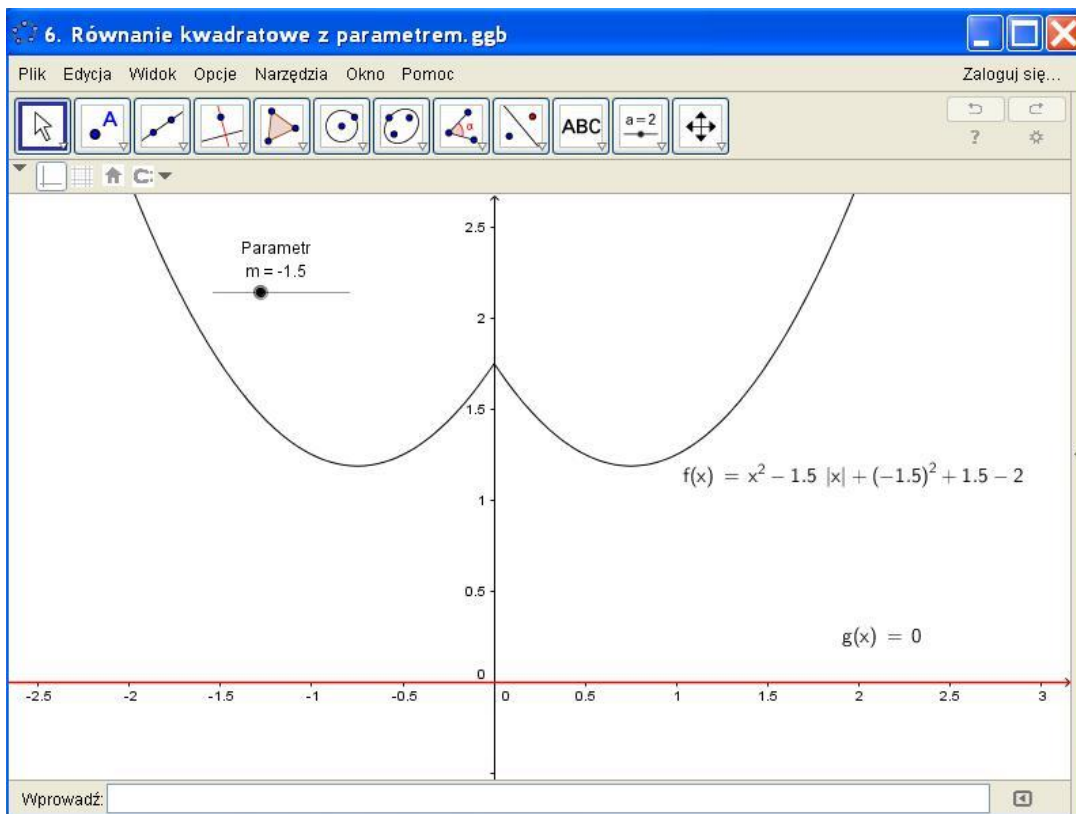 6. Równanie kwadratowe z parametrem.ggb
Plik Edycja Widok Opcje Narzędzia Okno Pomoc Zaloguj się...
A α ABC a=2 ?
Parametr
m = -1.5
2.5
2
1.5
1
0.5
0
f(x) = x² − 1.5 |x| + (−1.5)² + 1.5 − 2
g(x) = 0
-2.5 -2 -1.5 -1 -0.5 0 0.5 1 1.5 2 2.5 3
Wprowadź: